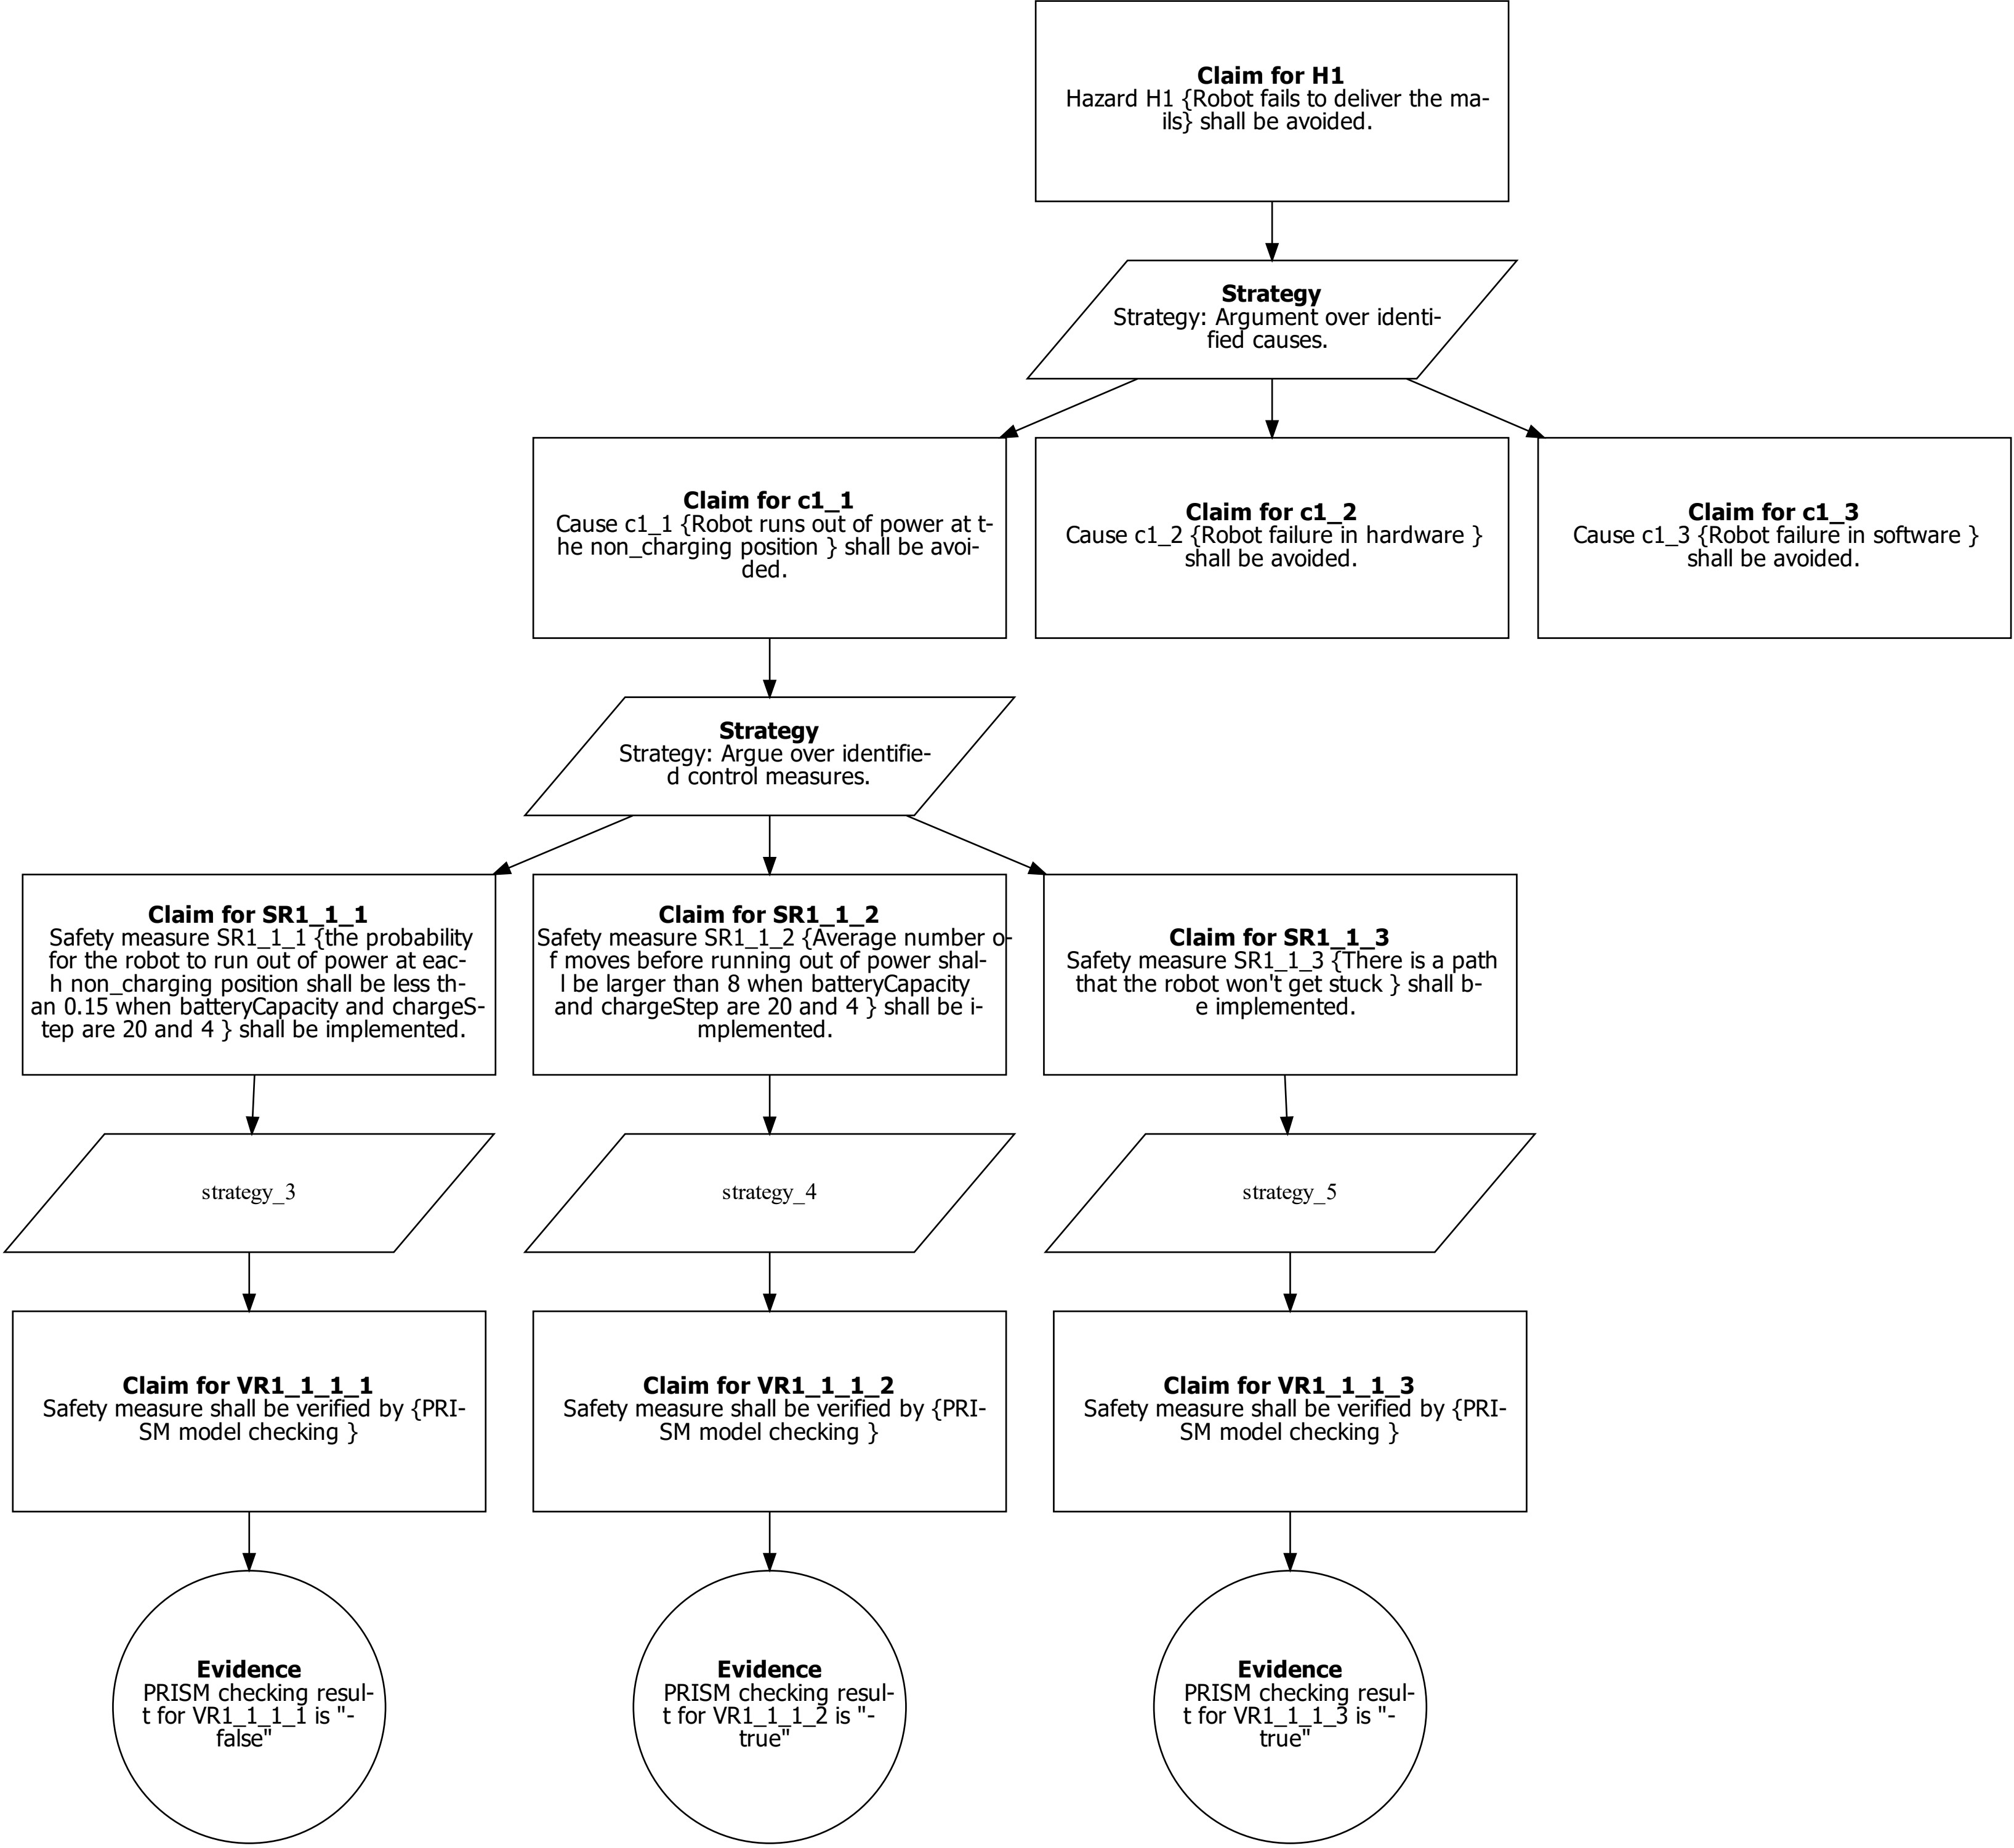 Claim for H1
Hazard H1 {Robot fails to deliver the ma-
ils} shall be avoided.
Strategy
Strategy: Argument over identi-
fied causes.
Claim for c1_1
Cause c1_1 {Robot runs out of power at t-
he non_charging position } shall be avoi-
ded.
Claim for c1_2
Cause c1_2 {Robot failure in hardware }
shall be avoided.
Claim for c1_3
Cause c1_3 {Robot failure in software }
shall be avoided.
Strategy
Strategy: Argue over identifie-
d control measures.
Claim for SR1_1_1
Safety measure SR1_1_1 {the probability
for the robot to run out of power at eac-
h non_charging position shall be less th-
an 0.15 when batteryCapacity and chargeS-
tep are 20 and 4 } shall be implemented.
Claim for SR1_1_2
Safety measure SR1_1_2 {Average number o-
f moves before running out of power shal-
l be larger than 8 when batteryCapacity
and chargeStep are 20 and 4 } shall be i-
mplemented.
Claim for SR1_1_3
Safety measure SR1_1_3 {There is a path
that the robot won't get stuck } shall b-
e implemented.
strategy_3
strategy_4
strategy_5
Claim for VR1_1_1_1
Safety measure shall be verified by {PRI-
SM model checking }
Claim for VR1_1_1_2
Safety measure shall be verified by {PRI-
SM model checking }
Claim for VR1_1_1_3
Safety measure shall be verified by {PRI-
SM model checking }
Evidence
PRISM checking resul-
t for VR1_1_1_1 is "-
false"
Evidence
PRISM checking resul-
t for VR1_1_1_2 is "-
true"
Evidence
PRISM checking resul-
t for VR1_1_1_3 is "-
true"